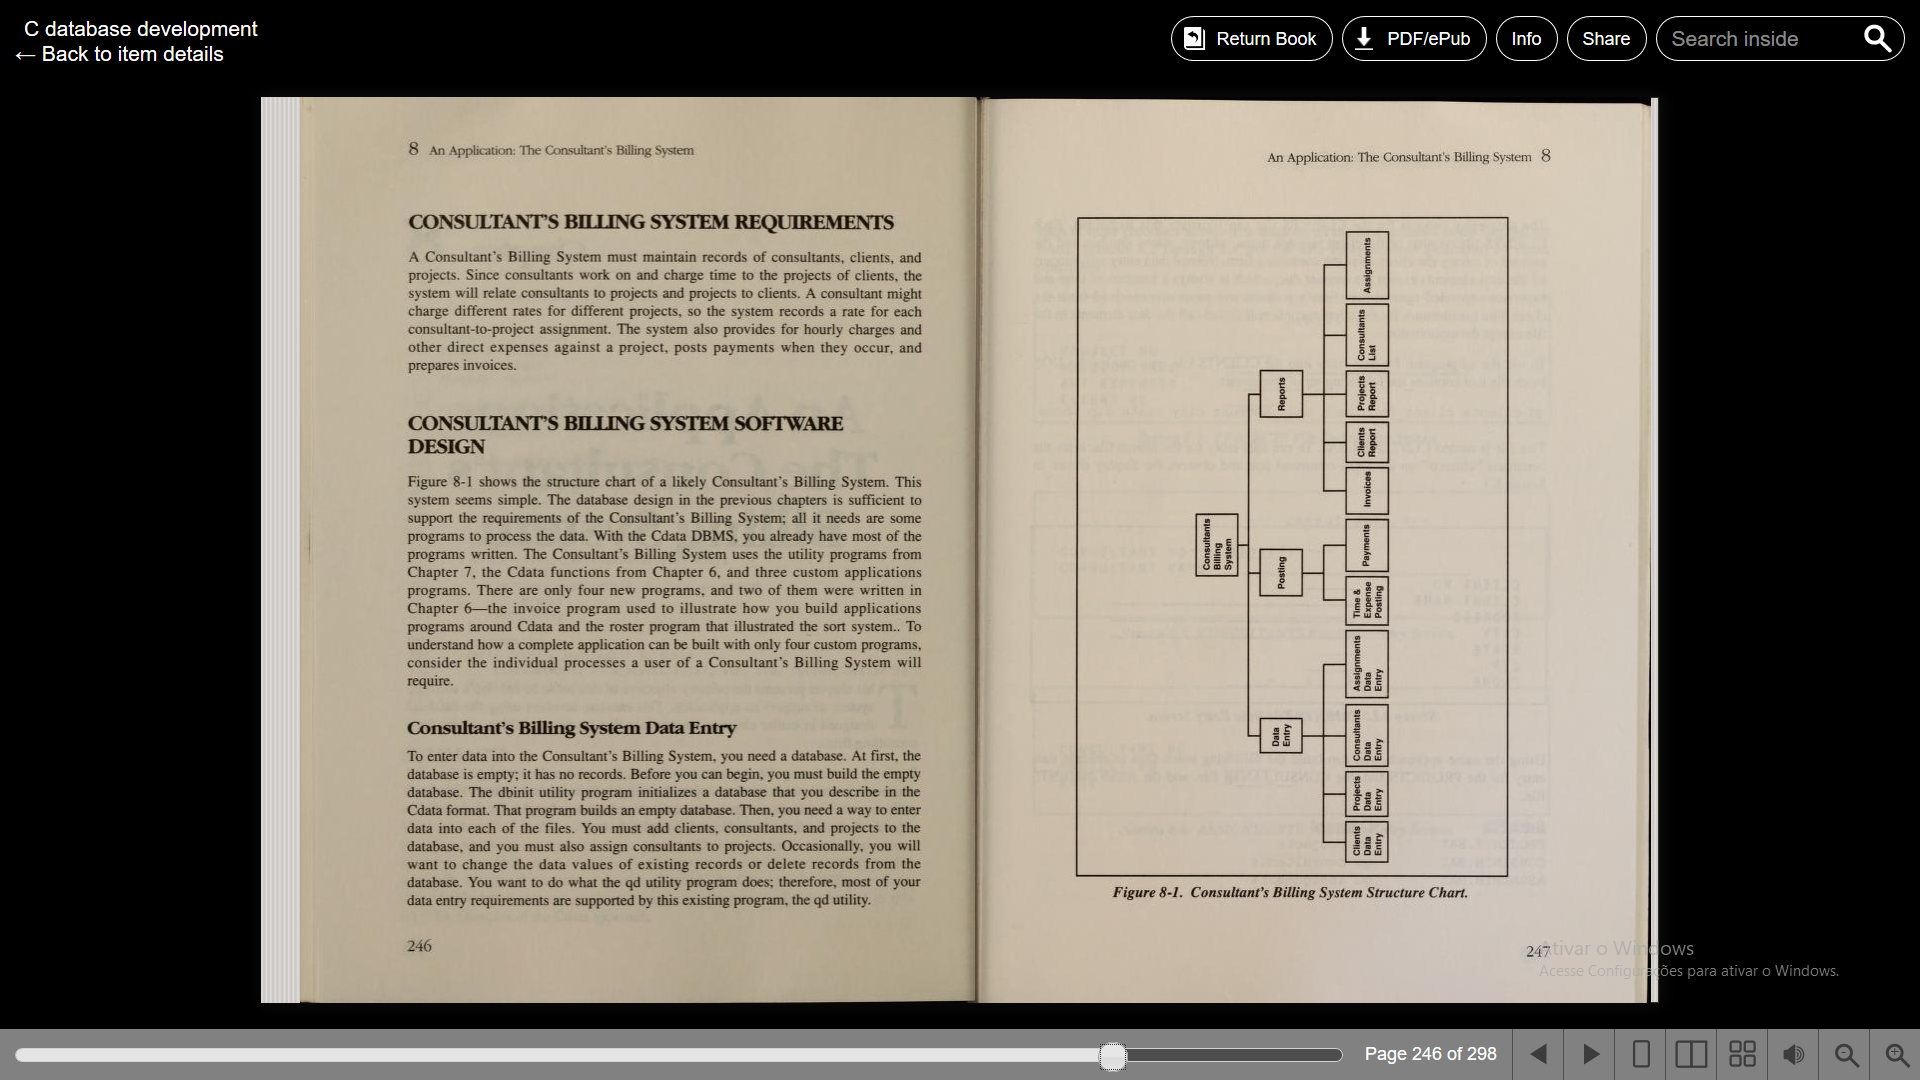 C database development
← Back to item details
Return Book
PDF/ePub
Info
Share
Search inside
8 An Application: The Consultant's Billing System
CONSULTANT'S BILLING SYSTEM REQUIREMENTS
A Consultant's Billing System must maintain records of consultants, clients, and
projects. Since consultants work on and charge time to the projects of clients, the
system will relate consultants to projects and projects to clients. A consultant might
charge different rates for different projects, so the system records a rate for each
consultant-to-project assignment. The system also provides for hourly charges and
other direct expenses against a project, posts payments when they occur, and
prepares invoices.
CONSULTANT'S BILLING SYSTEM SOFTWARE
DESIGN
Figure 8-1 shows the structure chart of a likely Consultant's Billing System. This
system seems simple. The database design in the previous chapters is sufficient to
support the requirements of the Consultant's Billing System; all it needs are some
programs to process the data. With the Cdata DBMS, you already have most of the
programs written. The Consultant's Billing System uses the utility programs from
Chapter 7, the Cdata functions from Chapter 6, and three custom applications
programs. There are only four new programs, and two of them were written in
Chapter 6—the invoice program used to illustrate how you build applications
programs around Cdata and the roster program that illustrated the sort system.. To
understand how a complete application can be built with only four custom programs,
consider the individual processes a user of a Consultant's Billing System will
require.
Consultant's Billing System Data Entry
To enter data into the Consultant's Billing System, you need a database. At first, the
database is empty; it has no records. Before you can begin, you must build the empty
database. The dbinit utility program initializes a database that you describe in the
Cdata format. That program builds an empty database. Then, you need a way to enter
data into each of the files. You must add clients, consultants, and projects to the
database, and you must also assign consultants to projects. Occasionally, you will
want to change the data values of existing records or delete records from the
database. You want to do what the qd utility program does; therefore, most of your
data entry requirements are supported by this existing program, the qd utility.
246
An Application: The Consultant's Billing System 8
Consultants
Billing
System
Data
Entry
Posting
Reports
Clients
Data
Entry
Projects
Data
Entry
Consultants
Data
Entry
Assignments
Data
Entry
Time &
Expense
Posting
Payments
Invoices
Clients
Report
Projects
Report
Consultants
List
Assignments
Figure 8-1. Consultant's Billing System Structure Chart.
247
Ativar o Windows
Acesse Configurações para ativar o Windows.
Page 246 of 298